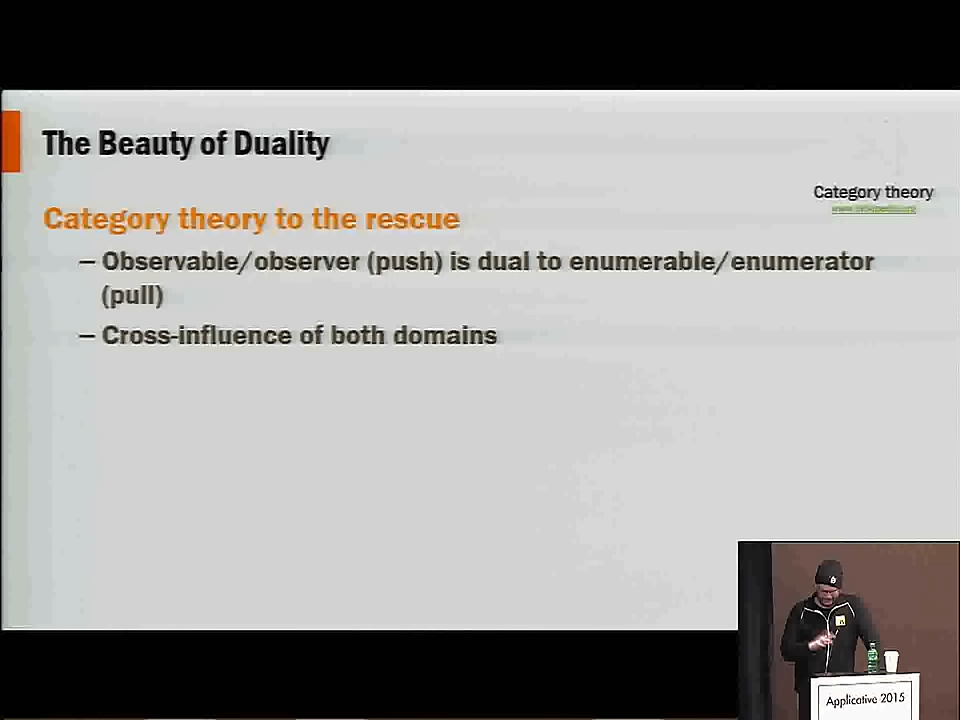 The Beauty of Duality
Category theory
Category theory to the rescue
– Observable/observer (push) is dual to enumerable/enumerator
(pull)
– Cross-influence of both domains
Applicative 2015